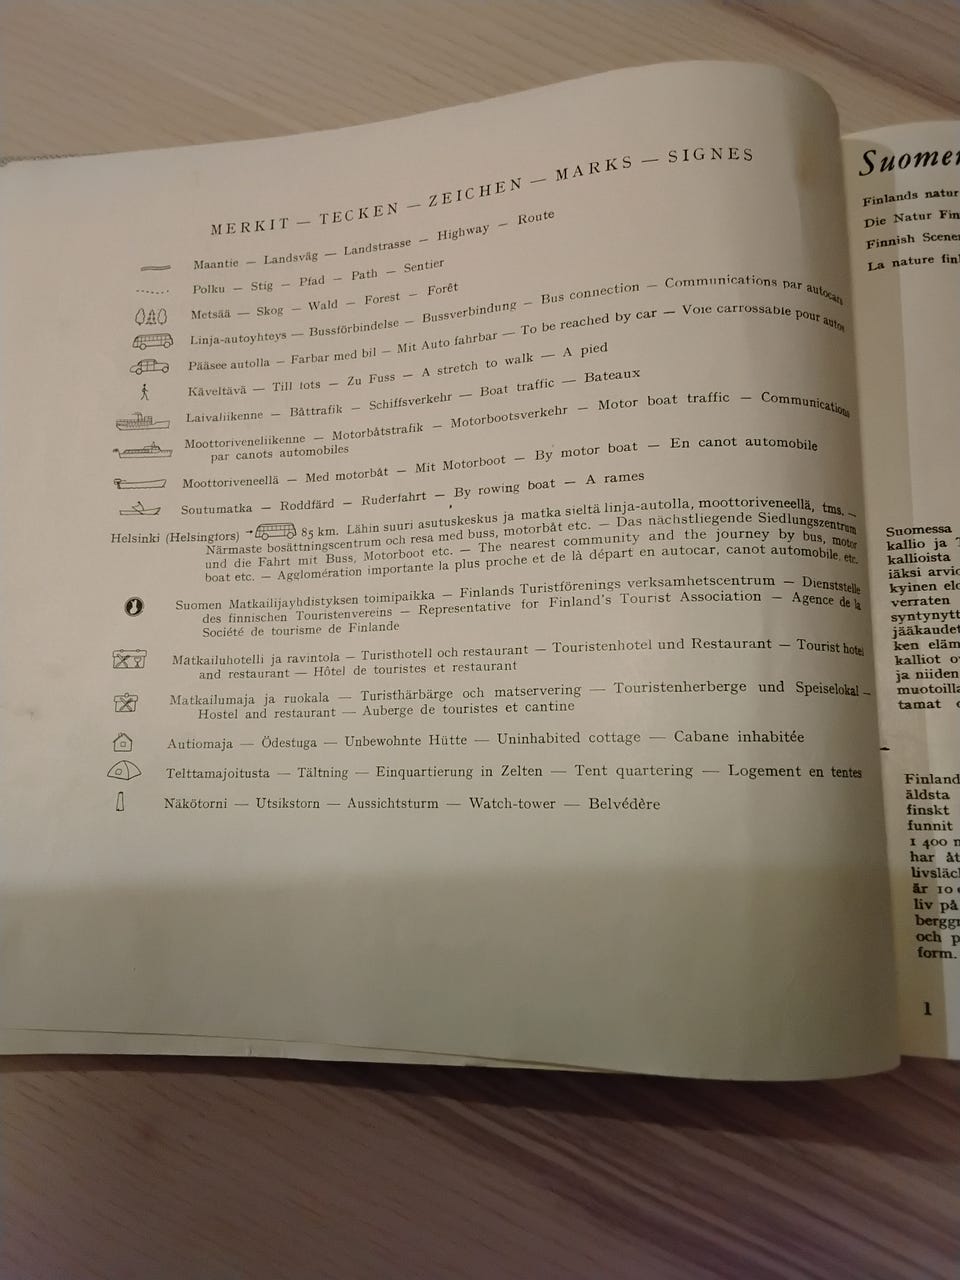 MERKIT — TECKEN — ZEICHEN — MARKS — SIGNES
Maantie — Landsväg — Landstrasse — Highway — Route
Polku — Stig — Pfad — Path — Sentier
Metsää — Skog — Wald — Forest — Forêt
Linja-autoyhteys — Bussförbindelse — Bussverbindung — Bus connection — Communications par autocars
Pääsee autolla — Farbar med bil — Mit Auto fahrbar — To be reached by car — Voie carrossable pour autos
Käveltävä — Till fots — Zu Fuss — A stretch to walk — A pied
Laivaliikenne — Båttrafik — Schiffsverkehr — Boat traffic — Bateaux
Moottoriveneliikenne — Motorbåtstrafik — Motorbootsverkehr — Motor boat traffic — Communications
par canots automobiles
Moottoriveneellä — Med motorbåt — Mit Motorboot — By motor boat — En canot automobile
Soutumatka — Roddfärd — Ruderfahrt — By rowing boat — A rames
Helsinki (Helsingfors) → 85 km. Lähin suuri asutuskeskus ja matka sieltä linja-autolla, moottoriveneellä, tms. —
Närmaste bosättningscentrum och resa med buss, motorbåt etc. — Das nächstliegende Siedlungszentrum
und die Fahrt mit Buss, Motorboot etc. — The nearest community and the journey by bus, motor
boat etc. — Agglomération importante la plus proche et de là départ en autocar, canot automobile, etc.
Suomen Matkailijayhdistyksen toimipaikka — Finlands Turistförenings verksamhetscentrum — Dienststelle
des finnischen Touristenvereins — Representative for Finland's Tourist Association — Agence de la
Société de tourisme de Finlande
Matkailuhotelli ja ravintola — Turisthotell och restaurant — Touristenhotel und Restaurant — Tourist hotel
and restaurant — Hôtel de touristes et restaurant
Matkailumaja ja ruokala — Turisthärbärge och matservering — Touristenherberge und Speiselokal —
Hostel and restaurant — Auberge de touristes et cantine
Autiomaja — Ödestuga — Unbewohnte Hütte — Uninhabited cottage — Cabane inhabitée
Telttamajoitusta — Tältning — Einquartierung in Zelten — Tent quartering — Logement en tentes
Näkötorni — Utsikstorn — Aussichtsturm — Watch-tower — Belvédère
Suomen
Finlands natur
Die Natur Fin
Finnish Scener
La nature finl
Suomessa
kallio ja
kallioista
iäksi arvio
kyinen elo
verraten
syntynytt
jääkaudet
ken eläm
kalliot
ja niiden
muotoilla
tamat
Finland
äldsta
finskt
funnit
1 400 m
har åt
livsläck
år 10
liv på
bergg
och p
form.
1